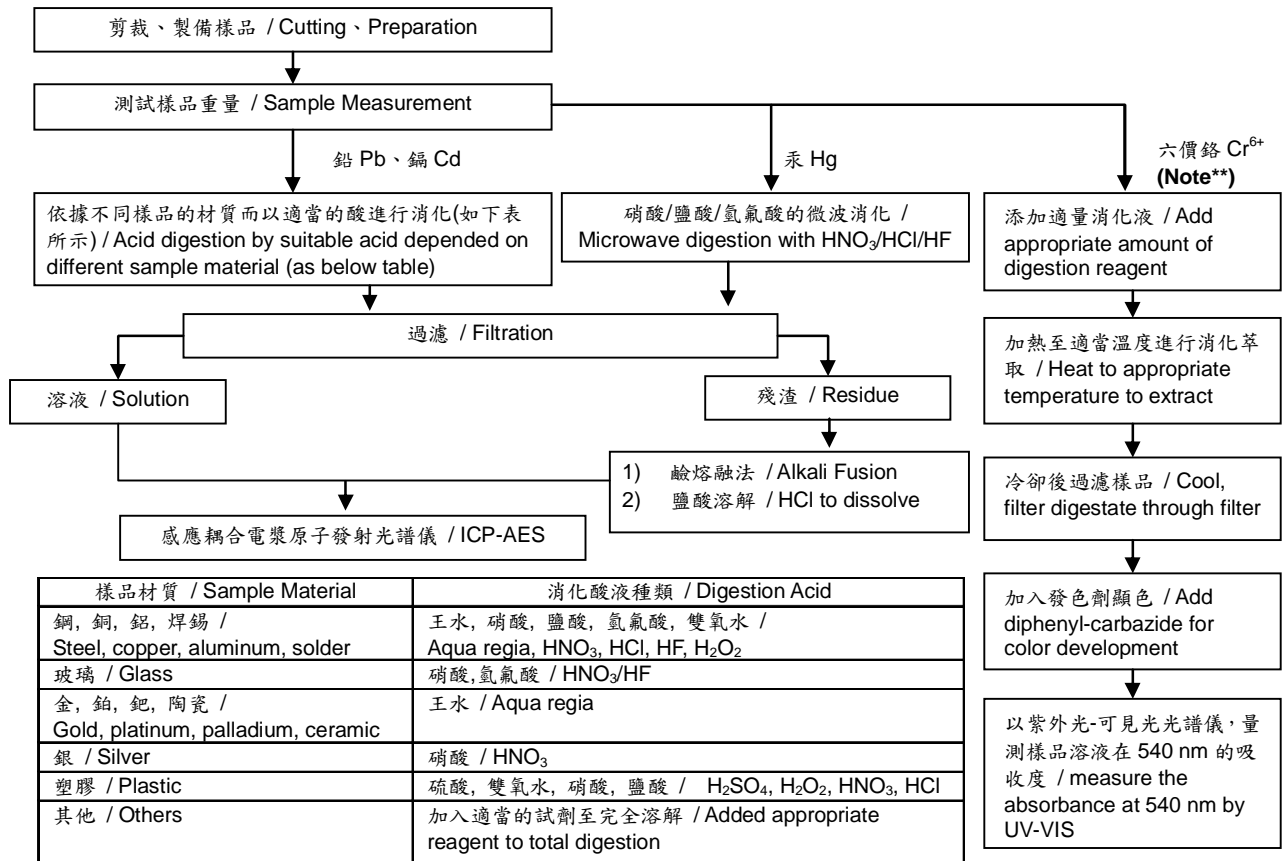 剪裁、製備樣品 / Cutting、Preparation
測試樣品重量 / Sample Measurement
鉛 Pb、鎘 Cd
汞 Hg
六價鉻 Cr6+
(Note**)
依據不同樣品的材質而以適當的酸進行消化(如下表
所示) / Acid digestion by suitable acid depended on
different sample material (as below table)
硝酸/鹽酸/氫氟酸的微波消化 /
Microwave digestion with HNO3/HCl/HF
添加適量消化液 / Add
appropriate amount of
digestion reagent
過濾 / Filtration
加熱至適當溫度進行消化萃
取 / Heat to appropriate
temperature to extract
溶液 / Solution
殘渣 / Residue
1) 鹼熔融法 / Alkali Fusion
2) 鹽酸溶解 / HCl to dissolve
冷卻後過濾樣品 / Cool,
filter digestate through filter
感應耦合電漿原子發射光譜儀 / ICP-AES
加入發色劑顯色 / Add
diphenyl-carbazide for
color development
以紫外光-可見光光譜儀，量
測樣品溶液在 540 nm 的吸
收度 / measure the
absorbance at 540 nm by
UV-VIS
樣品材質 / Sample Material 消化酸液種類 / Digestion Acid
鋼, 銅, 鋁, 焊錫 / 王水, 硝酸, 鹽酸, 氫氟酸, 雙氧水 /
Steel, copper, aluminum, solder Aqua regia, HNO3, HCl, HF, H2O2
玻璃 / Glass 硝酸,氫氟酸 / HNO3/HF
金, 鉑, 鈀, 陶瓷 / 王水 / Aqua regia
Gold, platinum, palladium, ceramic
銀 / Silver 硝酸 / HNO3
塑膠 / Plastic 硫酸, 雙氧水, 硝酸, 鹽酸 / H2SO4, H2O2, HNO3, HCl
其他 / Others 加入適當的試劑至完全溶解 / Added appropriate
reagent to total digestion